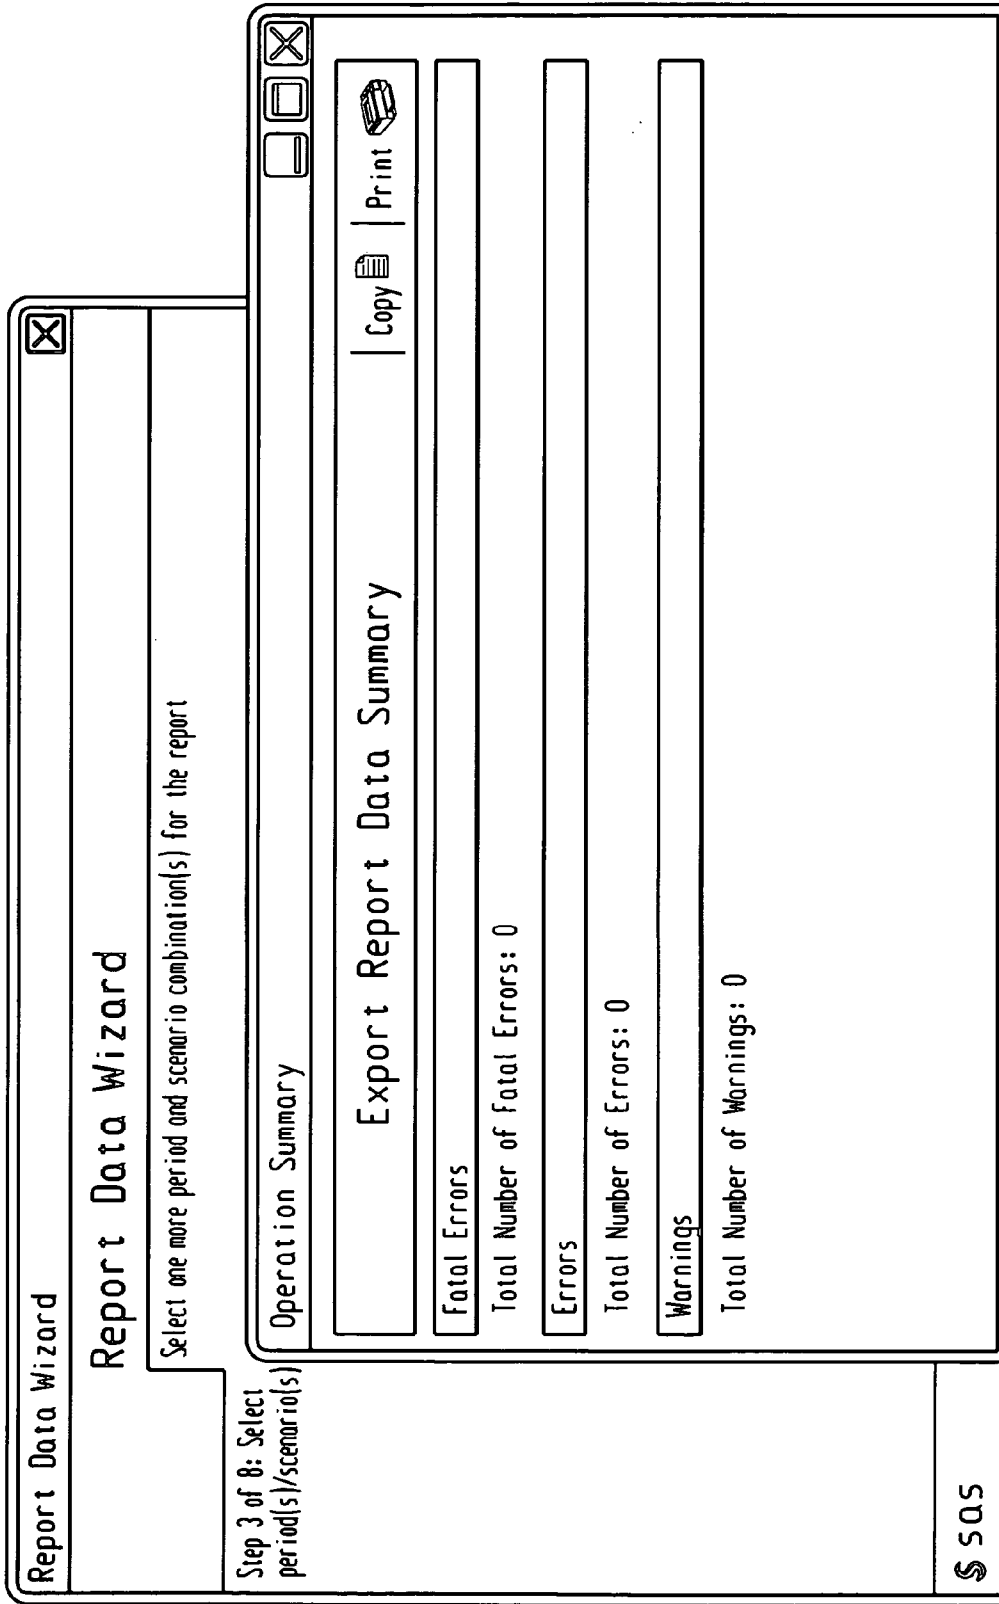 Report Data Wizard
Report Data Wizard
Select one more period and scenario combination(s) for the report
Step 3 of 8: Select
period(s)/scenario(s)
Operation Summary
Export Report Data Summary
Copy
Print
Fatal Errors
Total Number of Fatal Errors: 0
Errors
Total Number of Errors: 0
Warnings
Total Number of Warnings: 0
sas